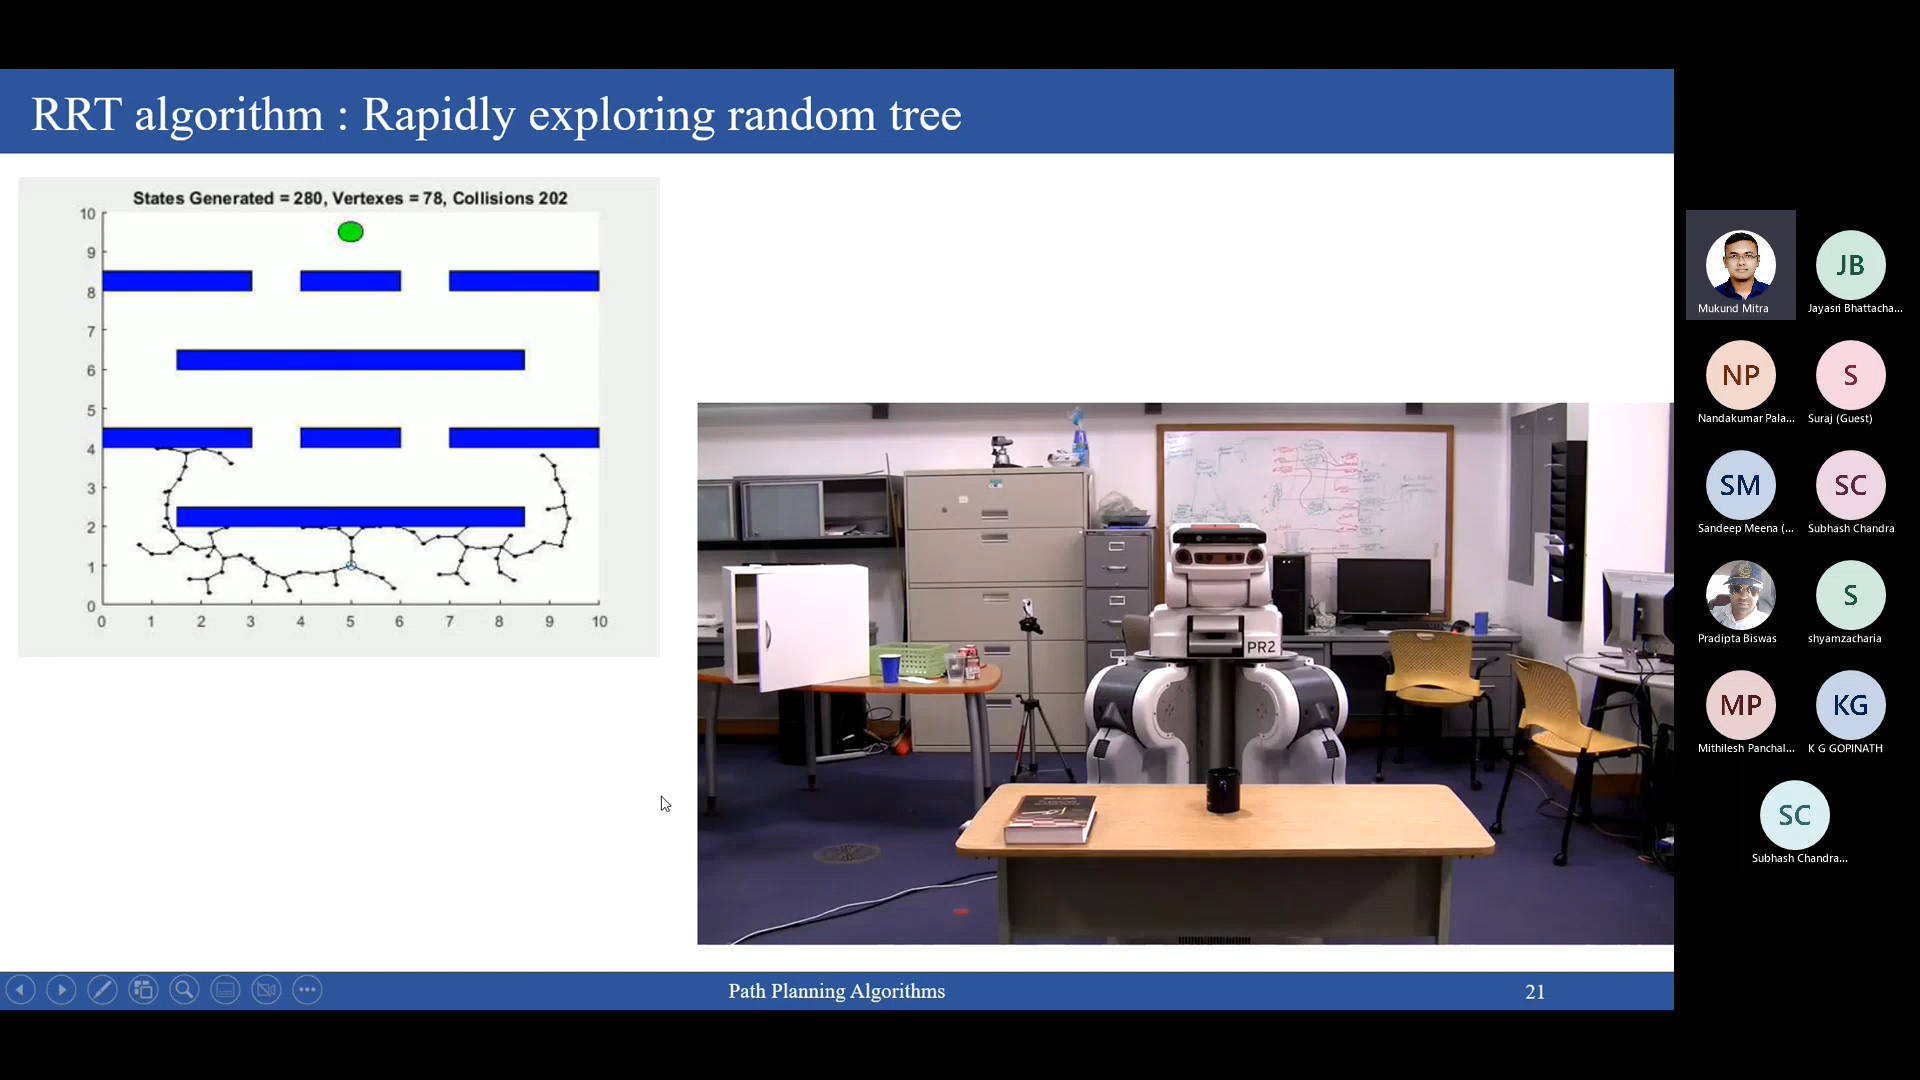 RRT algorithm : Rapidly exploring random tree
States Generated = 280, Vertexes = 78, Collisions 202
10
9
8
7
6
5
4
3
2
1
0
0 1 2 3 4 5 6 7 8 9 10
PR2
Path Planning Algorithms
21
Mukund Mitra
JB
Jayasri Bhattacha...
NP
Nandakumar Pala...
S
Suraj (Guest)
SM
Sandeep Meena (...
SC
Subhash Chandra
Pradipta Biswas
S
shyamzacharia
MP
Mithilesh Panchal...
KG
K G GOPINATH
SC
Subhash Chandra...